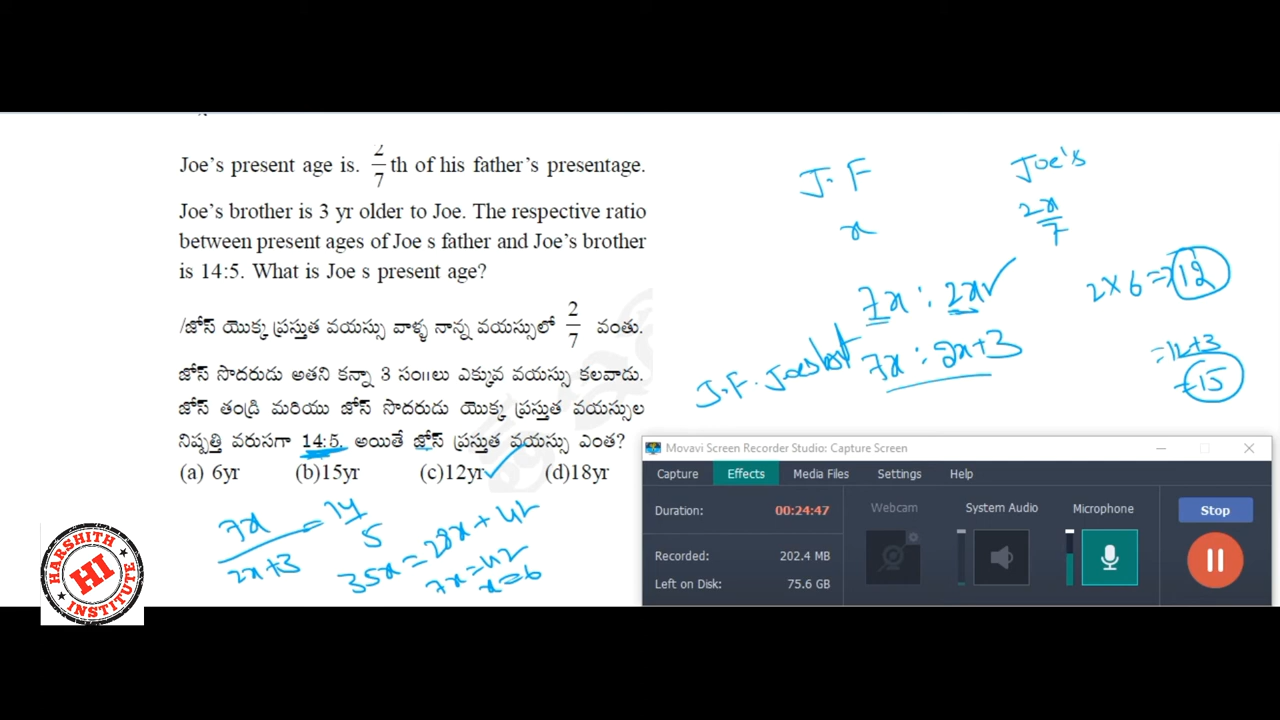 Joe's present age is. 2/7 th of his father's presentage.
Joe's brother is 3 yr older to Joe. The respective ratio
between present ages of Joe s father and Joe's brother
is 14:5. What is Joe s present age?
/జోస్ యొక్క ప్రస్తుత వయస్సు వాళ్ళ నాన్న వయస్సులో 2/7 వంతు.
జోస్ సొదరుడు అతని కన్నా 3 సం॥లు ఎక్కువ వయస్సు కలవాడు.
జోస్ తండ్రి మరియు జోస్ సొదరుడు యొక్క ప్రస్తుత వయస్సుల
నిష్పత్తి వరుసగా 14:5. అయితే జోస్ ప్రస్తుత వయస్సు ఎంత?
(a) 6yr (b)15yr (c)12yr (d)18yr
7x/2x+3 = 14/5
35x = 28x + 42
7x = 42
x = 6
J. F Joe's
x 2x/7
7x : 2x
J.F. Joes 7x : 2x+3
2×6 => 12
= 12+3
= 15
HARSHITH
HI
INSTITUTE
Movavi Screen Recorder Studio: Capture Screen
Capture Effects Media Files Settings Help
Duration: 00:24:47
Recorded: 202.4 MB
Left on Disk: 75.6 GB
Webcam System Audio Microphone
Stop